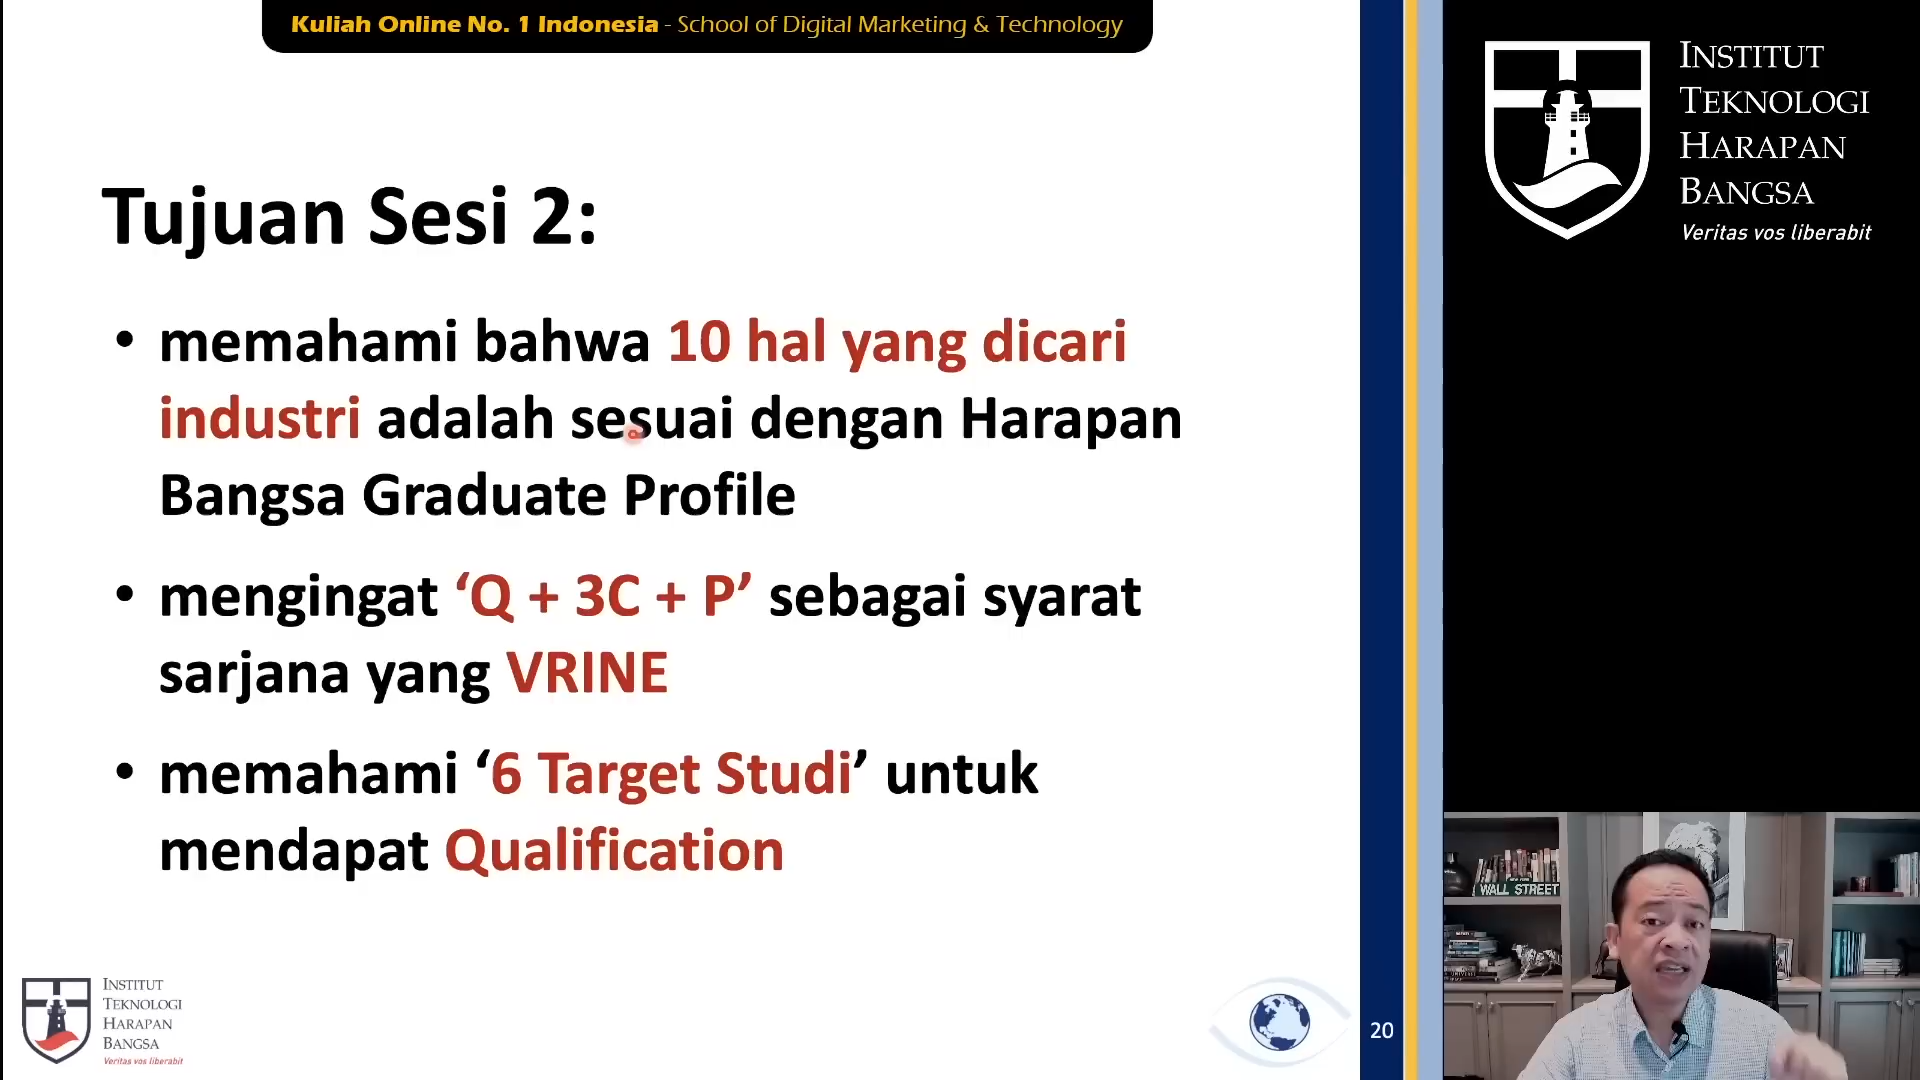 Kuliah Online No. 1 Indonesia - School of Digital Marketing & Technology
Tujuan Sesi 2:
• memahami bahwa 10 hal yang dicari
industri adalah sesuai dengan Harapan
Bangsa Graduate Profile
• mengingat ‘Q + 3C + P’ sebagai syarat
sarjana yang VRINE
• memahami ‘6 Target Studi’ untuk
mendapat Qualification
INSTITUT
TEKNOLOGI
HARAPAN
BANGSA
Veritas vos liberabit
20
INSTITUT
TEKNOLOGI
HARAPAN
BANGSA
Veritas vos liberabit
WALL STREET